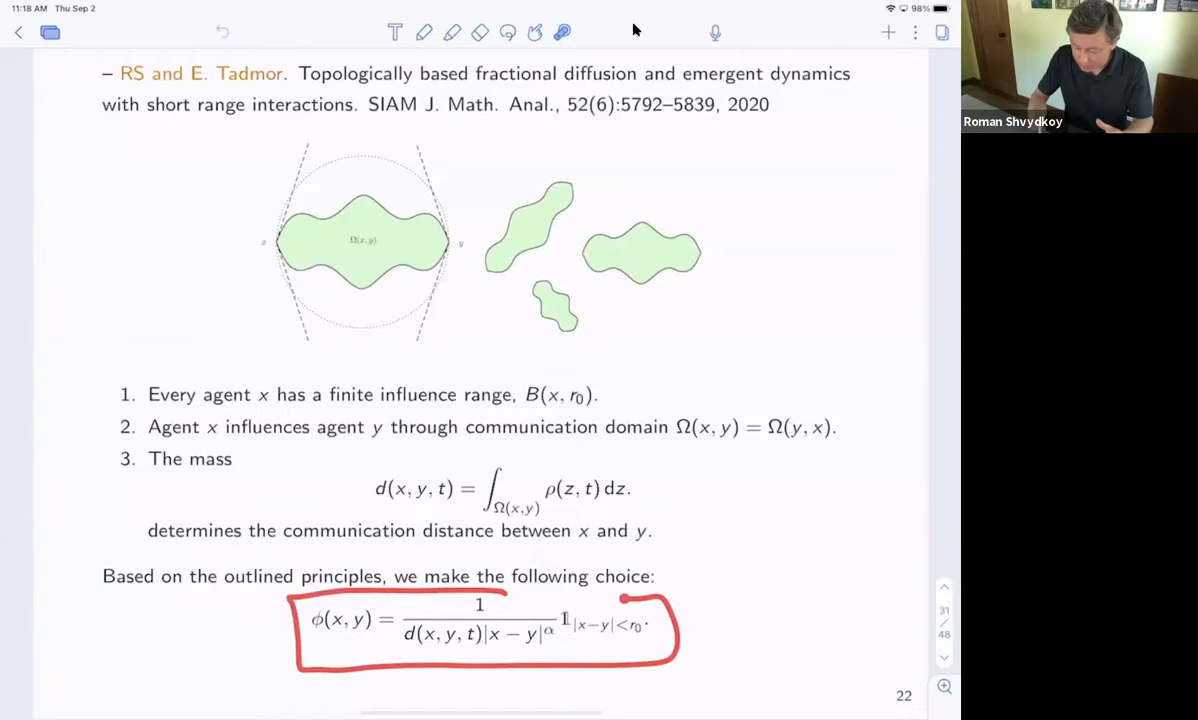 11:18 AM Thu Sep 2
98%
– RS and E. Tadmor. Topologically based fractional diffusion and emergent dynamics
with short range interactions. SIAM J. Math. Anal., 52(6):5792–5839, 2020
x Ω(x,y) y
1. Every agent x has a finite influence range, B(x, r₀).
2. Agent x influences agent y through communication domain Ω(x, y) = Ω(y, x).
3. The mass
d(x, y, t) = ∫_Ω(x,y) ρ(z, t) dz.
determines the communication distance between x and y.
Based on the outlined principles, we make the following choice:
ϕ(x, y) = 1 / d(x, y, t)|x − y|^α 𝟙_|x−y|<r₀.
22
31
/
48
Roman Shvydkoy